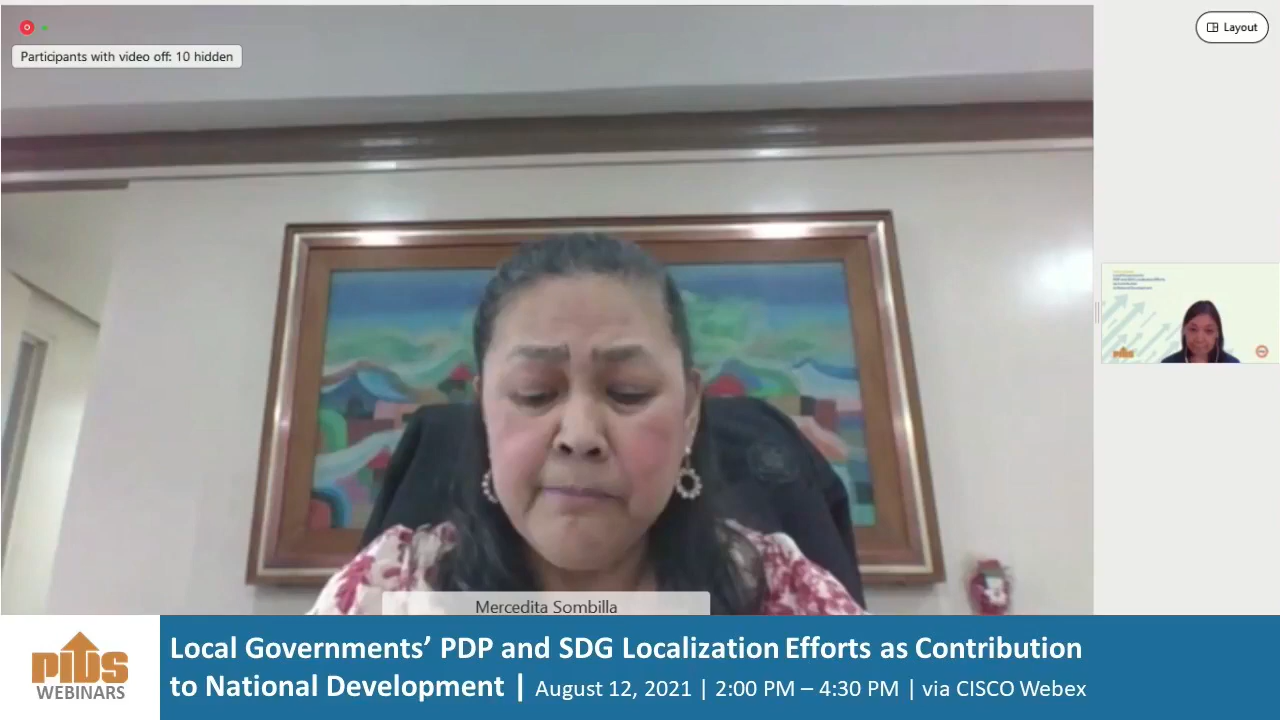 Participants with video off: 10 hidden
Layout
Mercedita Sombilla
PIDS
WEBINARS
Local Governments' PDP and SDG Localization Efforts as Contribution
to National Development | August 12, 2021 | 2:00 PM – 4:30 PM | via CISCO Webex